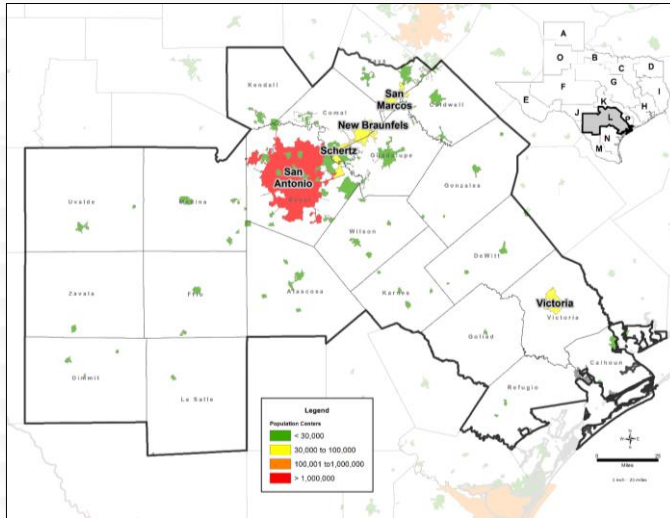 A
O
B
C
D
E
F
G
I
K
H
J
L
P
N
M
Kendall
Comal
San
Marcos
Caldwell
New Braunfels
Schertz
Guadalupe
San
Antonio
Gonzales
Uvalde
Medina
Wilson
DeWitt
Zavala
Frio
Atascosa
Karnes
Victoria
Victoria
Goliad
Calhoun
Dimmit
La Salle
Refugio
Legend
Population Centers
< 30,000
30,000 to 100,000
100,001 to1,000,000
> 1,000,000
Miles